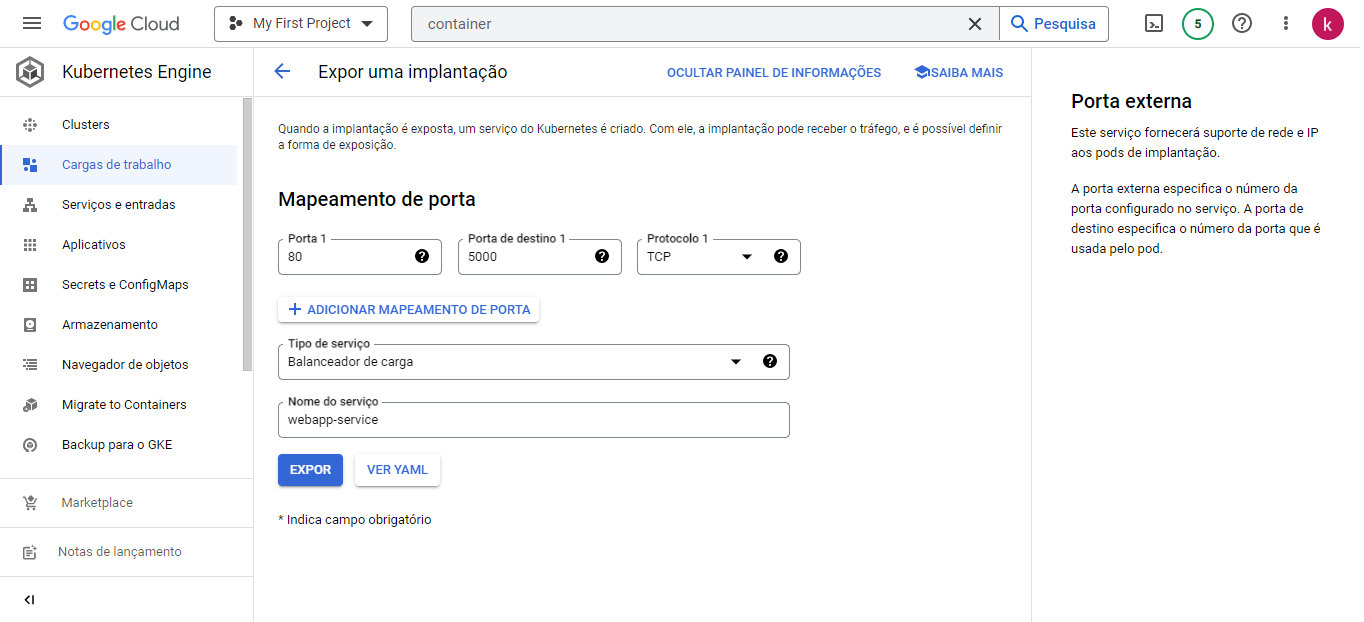 Google Cloud
My First Project
container
Pesquisa
5
k
Kubernetes Engine
Expor uma implantação
OCULTAR PAINEL DE INFORMAÇÕES
SAIBA MAIS
Clusters
Cargas de trabalho
Serviços e entradas
Aplicativos
Secrets e ConfigMaps
Armazenamento
Navegador de objetos
Migrate to Containers
Backup para o GKE
Marketplace
Notas de lançamento
Quando a implantação é exposta, um serviço do Kubernetes é criado. Com ele, a implantação pode receber o tráfego, e é possível definir
a forma de exposição.
Mapeamento de porta
Porta 1
80
Porta de destino 1
5000
Protocolo 1
TCP
ADICIONAR MAPEAMENTO DE PORTA
Tipo de serviço
Balanceador de carga
Nome do serviço
webapp-service
EXPOR
VER YAML
* Indica campo obrigatório
Porta externa
Este serviço fornecerá suporte de rede e IP
aos pods de implantação.
A porta externa especifica o número da
porta configurado no serviço. A porta de
destino especifica o número da porta que é
usada pelo pod.